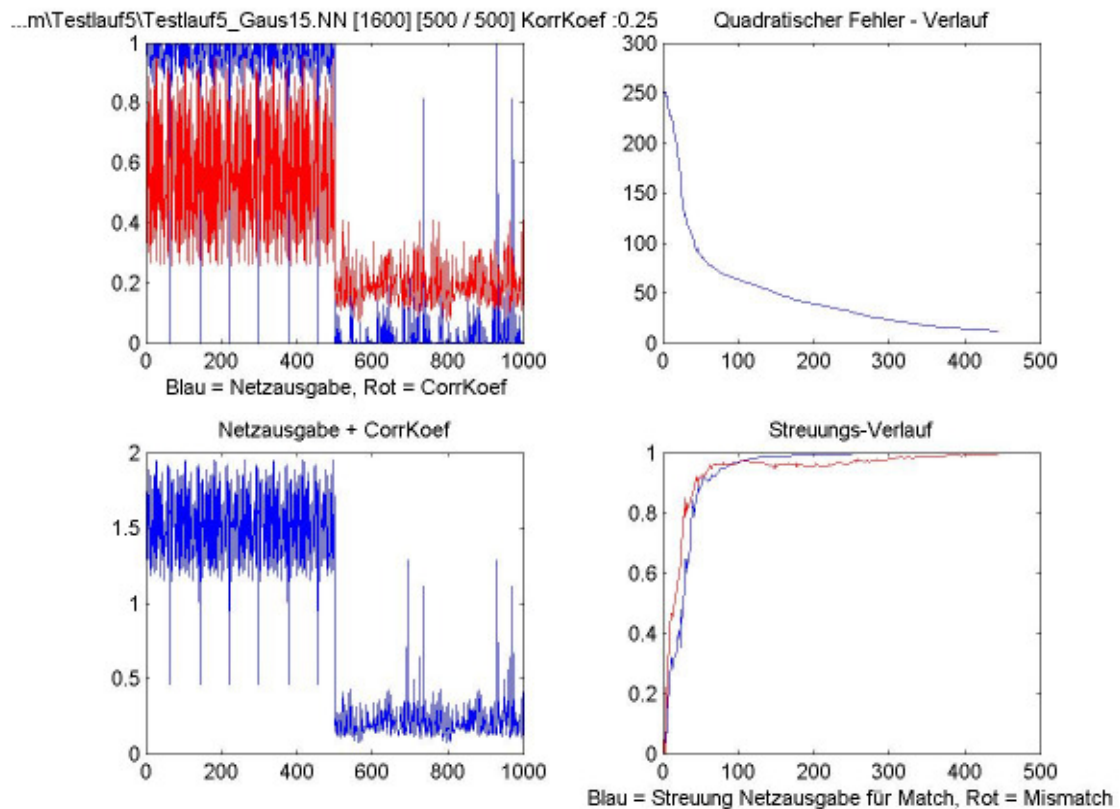 ...m\Testlauf5\Testlauf5_Gaus15.NN [1600] [500 / 500] KorrKoef :0.25
1
0.8
0.6
0.4
0.2
0
0 200 400 600 800 1000
Blau = Netzausgabe, Rot = CorrKoef
Quadratischer Fehler - Verlauf
300
250
200
150
100
50
0
0 100 200 300 400 500
Netzausgabe + CorrKoef
2
1.5
1
0.5
0
0 200 400 600 800 1000
Streuungs-Verlauf
1
0.8
0.6
0.4
0.2
0
0 100 200 300 400 500
Blau = Streuung Netzausgabe für Match, Rot = Mismatch